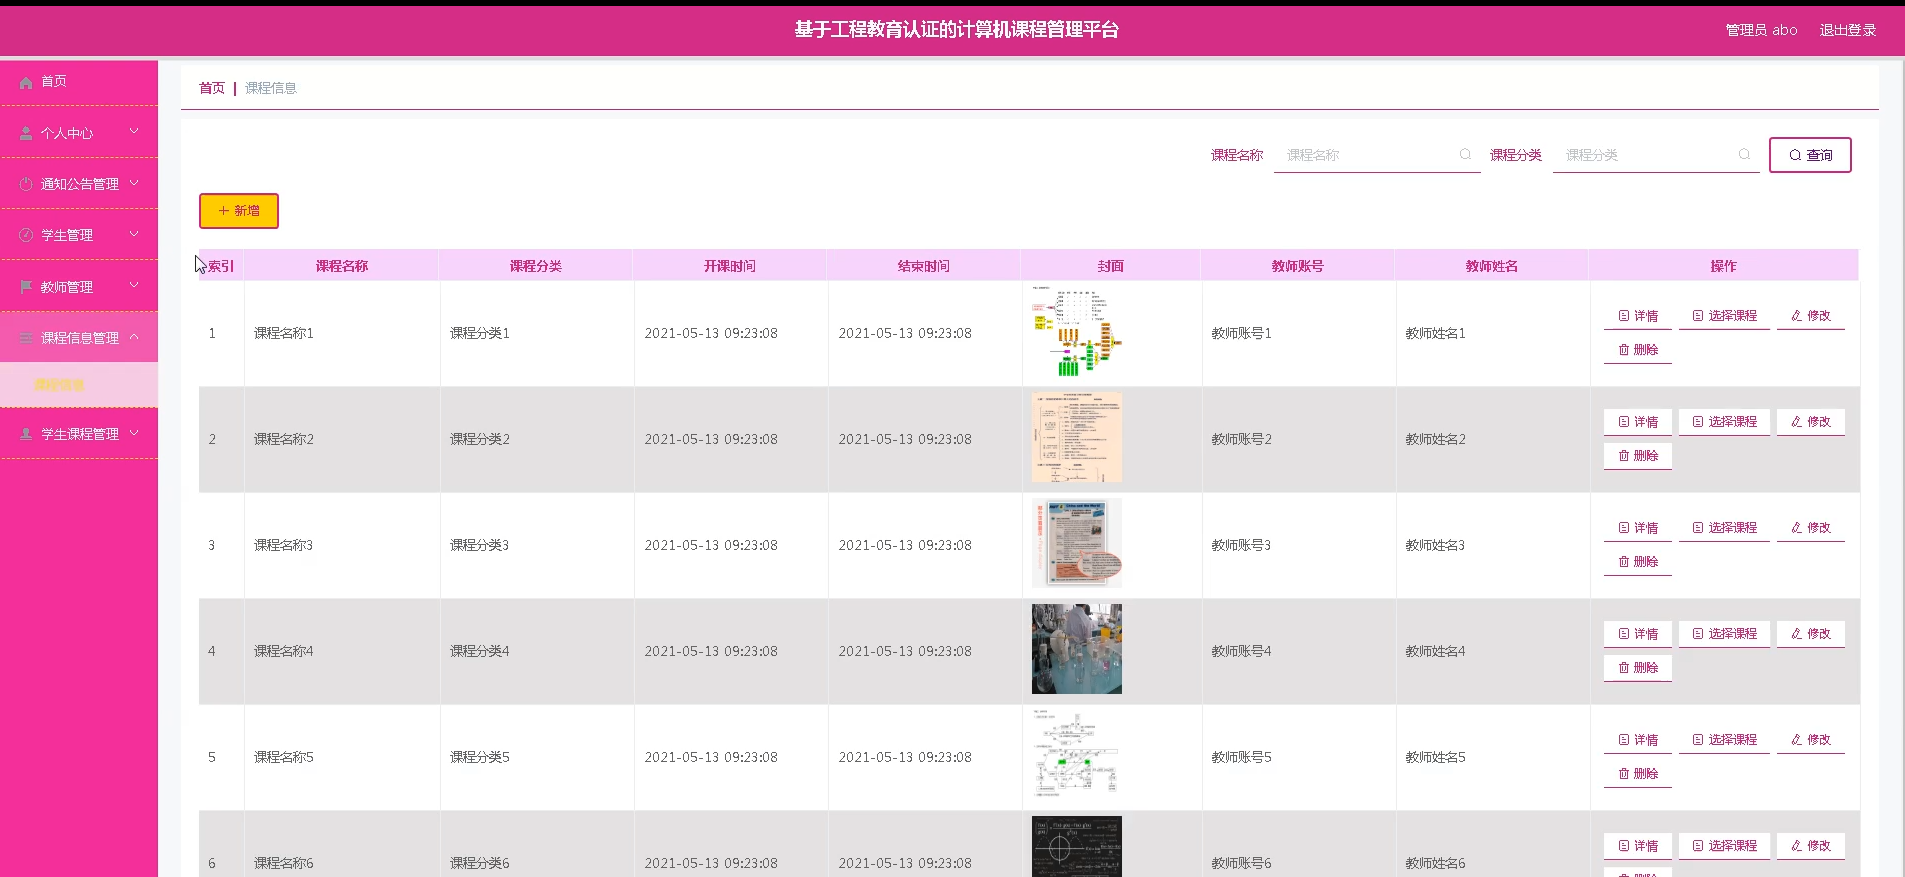 基于工程教育认证的计算机课程管理平台
管理员 abo 退出登录
首页
个人中心
通知公告管理
学生管理
教师管理
课程信息管理
课程信息
学生课程管理
首页 | 课程信息
课程名称 课程名称 课程分类 课程分类 查询
新增
索引 课程名称 课程分类 开课时间 结束时间 封面 教师账号 教师姓名 操作
1 课程名称1 课程分类1 2021-05-13 09:23:08 2021-05-13 09:23:08 教师账号1 教师姓名1 详情 选择课程 修改
删除
2 课程名称2 课程分类2 2021-05-13 09:23:08 2021-05-13 09:23:08 教师账号2 教师姓名2 详情 选择课程 修改
删除
3 课程名称3 课程分类3 2021-05-13 09:23:08 2021-05-13 09:23:08 教师账号3 教师姓名3 详情 选择课程 修改
删除
4 课程名称4 课程分类4 2021-05-13 09:23:08 2021-05-13 09:23:08 教师账号4 教师姓名4 详情 选择课程 修改
删除
5 课程名称5 课程分类5 2021-05-13 09:23:08 2021-05-13 09:23:08 教师账号5 教师姓名5 详情 选择课程 修改
删除
6 课程名称6 课程分类6 2021-05-13 09:23:08 2021-05-13 09:23:08 教师账号6 教师姓名6 详情 选择课程 修改